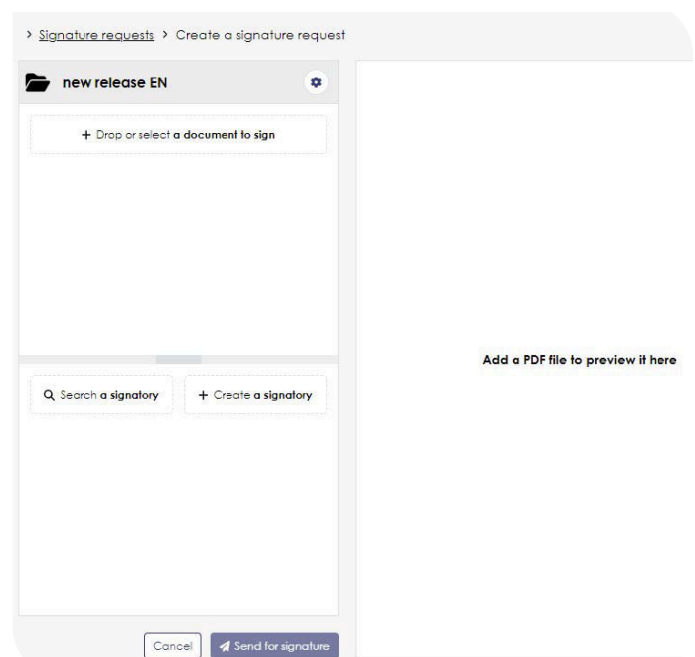 > Signature requests > Create a signature request
new release EN
+ Drop or select a document to sign
Add a PDF file to preview it here
Search a signatory
+ Create a signatory
Cancel
Send for signature